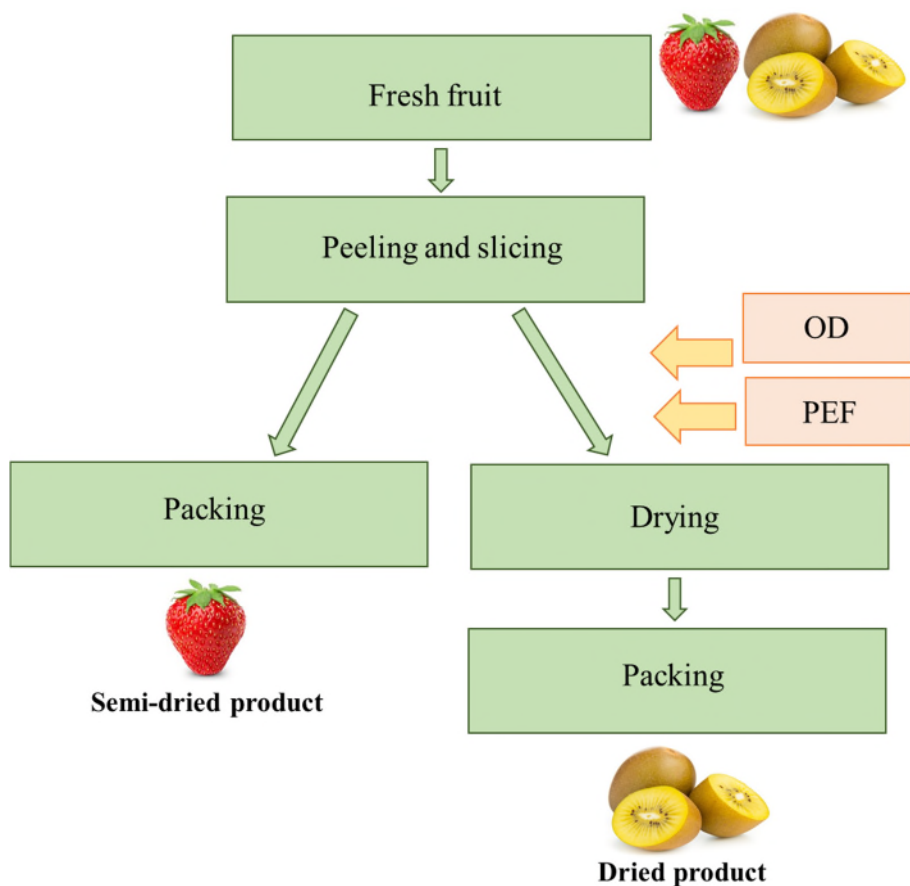 Fresh fruit
Peeling and slicing
OD
PEF
Packing
Drying
Semi-dried product
Packing
Dried product